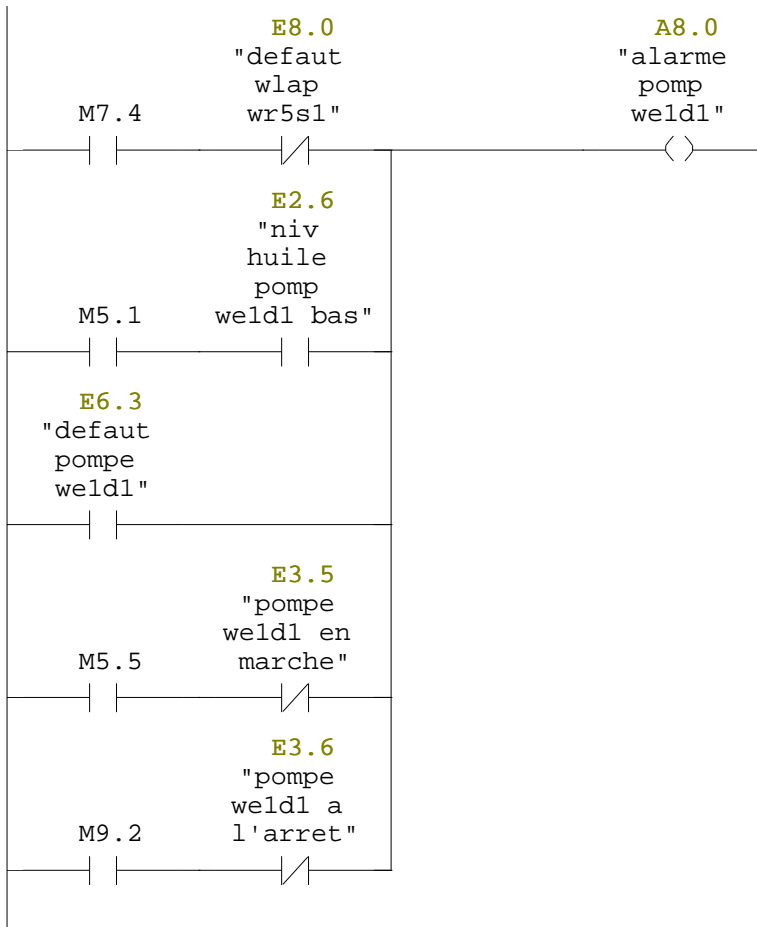 E8.0
"defaut
wlap
wr5s1"
M7.4
A8.0
"alarme
pomp
we1d1"
E2.6
"niv
huile
pomp
we1d1 bas"
M5.1
E6.3
"defaut
pompe
we1d1"
E3.5
"pompe
we1d1 en
marche"
M5.5
E3.6
"pompe
we1d1 a
l'arret"
M9.2